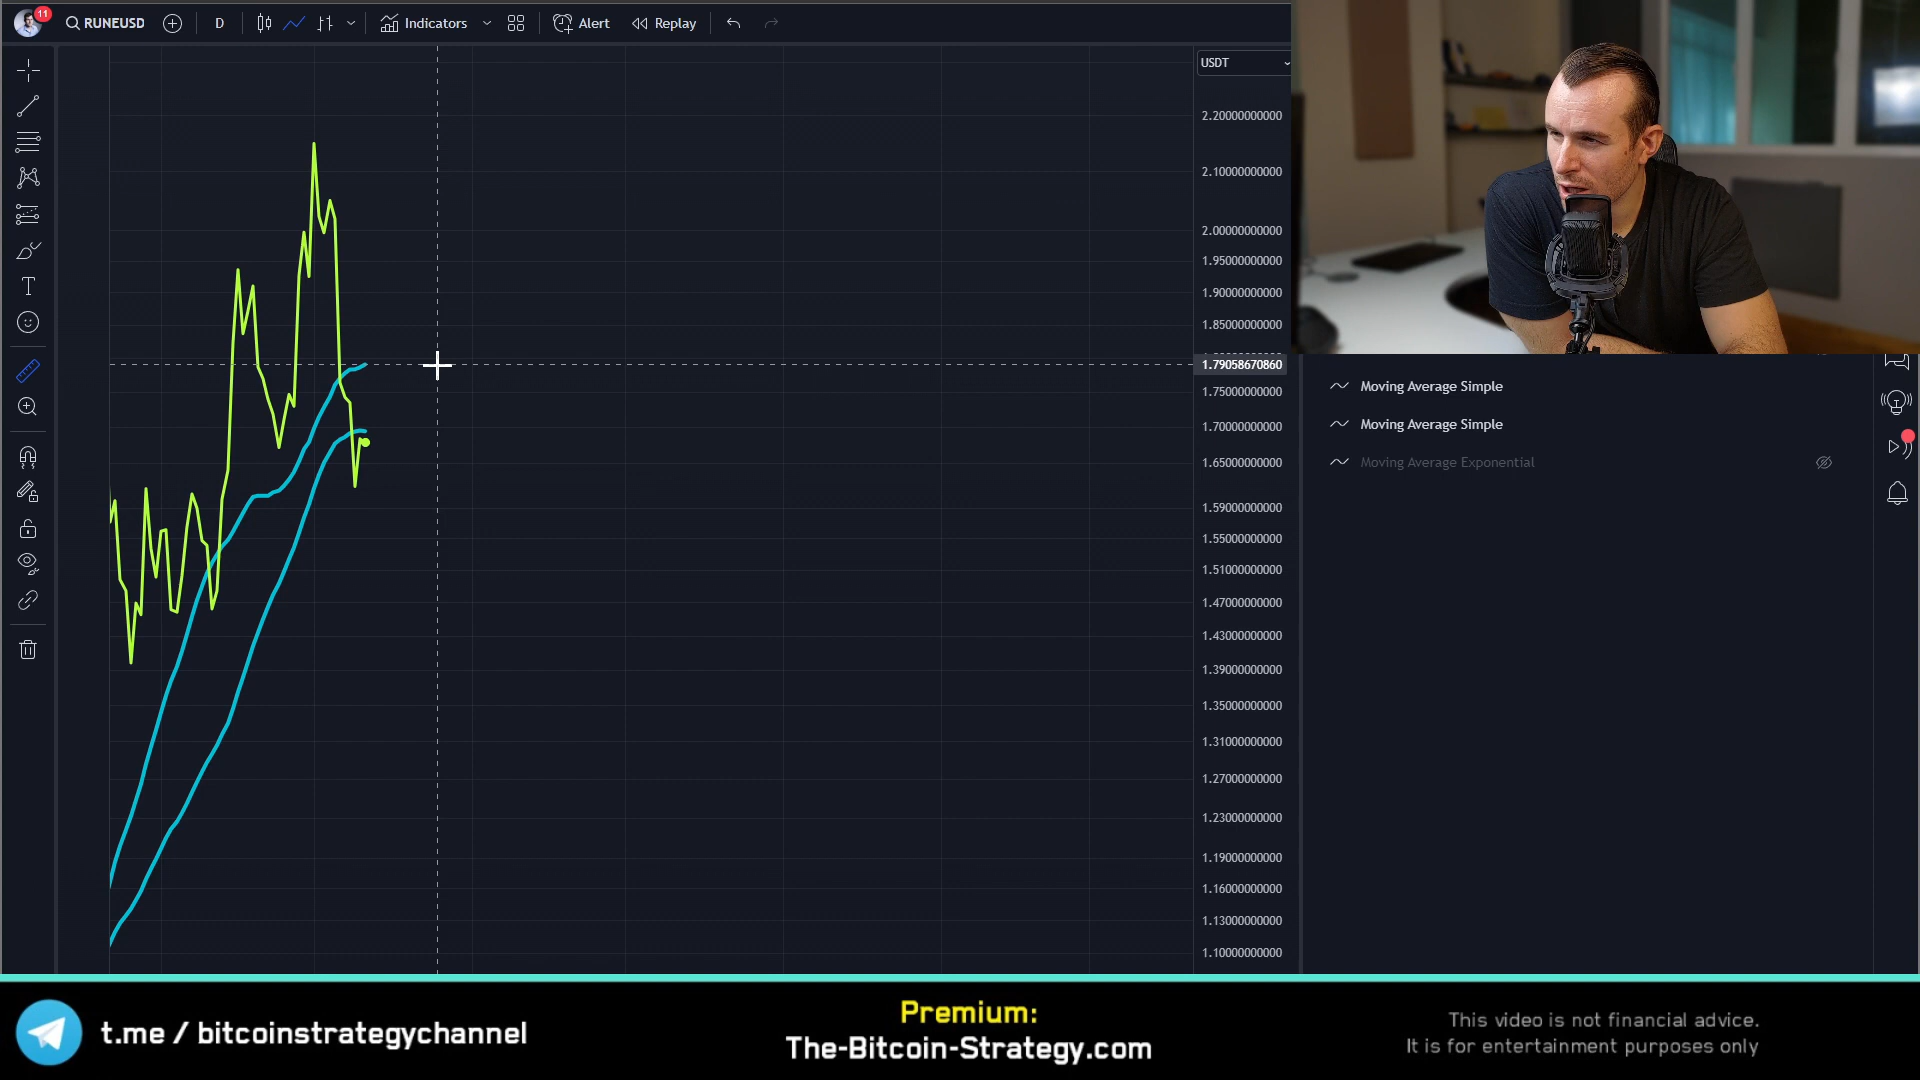 11
RUNEUSD
D
Indicators
Alert
Replay
USDT
2.20000000000
2.10000000000
2.00000000000
1.95000000000
1.90000000000
1.85000000000
1.79058670860
1.75000000000
1.70000000000
1.65000000000
1.59000000000
1.55000000000
1.51000000000
1.47000000000
1.43000000000
1.39000000000
1.35000000000
1.31000000000
1.27000000000
1.23000000000
1.19000000000
1.16000000000
1.13000000000
1.10000000000
Moving Average Simple
Moving Average Simple
Moving Average Exponential
t.me / bitcoinstrategychannel
Premium:
The-Bitcoin-Strategy.com
This video is not financial advice.
It is for entertainment purposes only